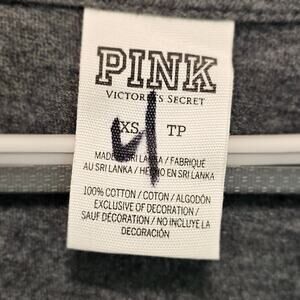 PINK
VICTORIA'S SECRET
XS TP
MADE IN SRI LANKA / FABRIQUÉ
AU SRI LANKA / HECHO EN SRI LANKA
100% COTTON / COTON / ALGODÓN
EXCLUSIVE OF DECORATION /
SAUF DÉCORATION / NO INCLUYE LA
DECORACIÓN